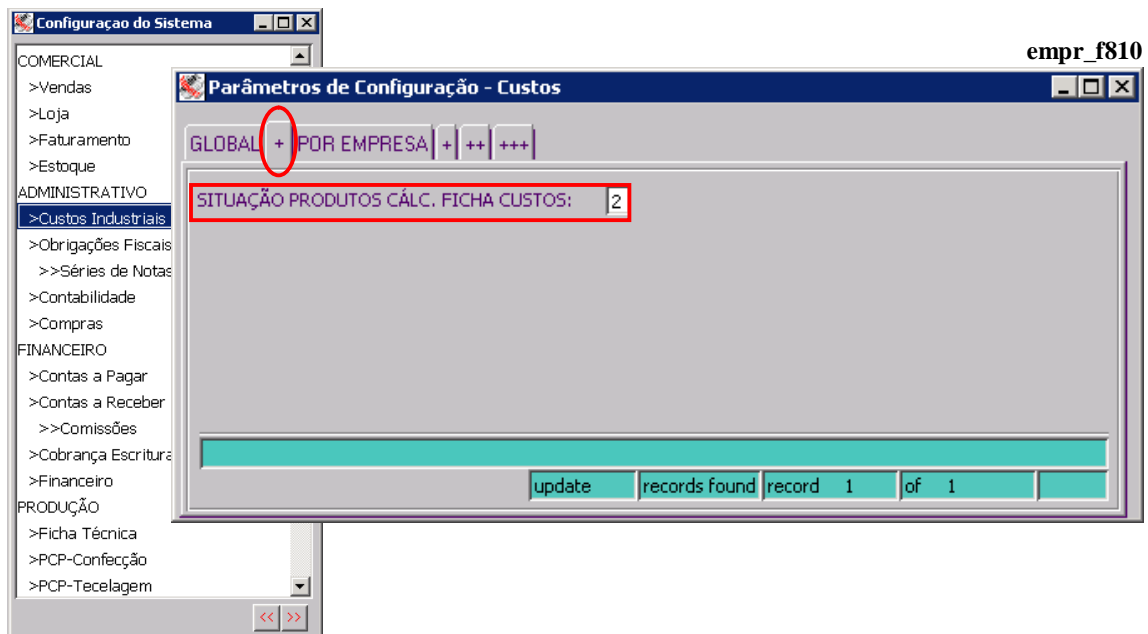 Configuraçao do Sistema
COMERCIAL
>Vendas
>Loja
>Faturamento
>Estoque
ADMINISTRATIVO
>Custos Industriais
>Obrigações Fiscais
>>Séries de Notas
>Contabilidade
>Compras
FINANCEIRO
>Contas a Pagar
>Contas a Receber
>>Comissões
>Cobrança Escritura
>Financeiro
PRODUÇÃO
>Ficha Técnica
>PCP-Confecção
>PCP-Tecelagem
<< >>
empr_f810
Parâmetros de Configuração - Custos
GLOBAL + POR EMPRESA + ++ +++
SITUAÇÃO PRODUTOS CÁLC. FICHA CUSTOS: 2
update records found record 1 of 1